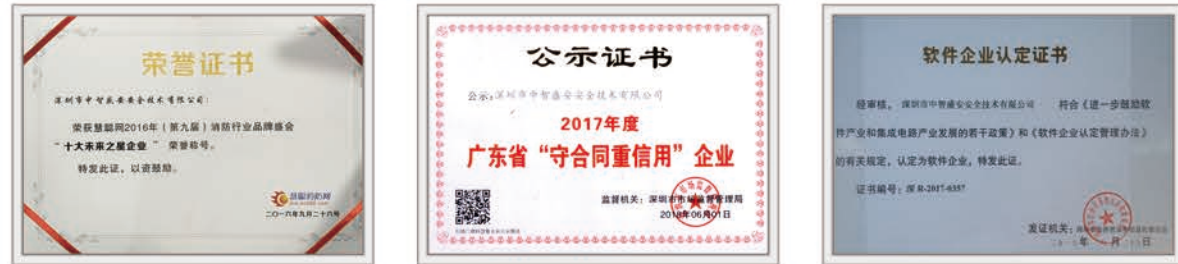 荣誉证书
深圳市中智盛安安全技术有限公司:
荣获慧聪网2016年(第九届)消防行业品牌盛会
“十大未来之星企业 ” 荣誉称号。
特发此证,以资鼓励。
慧聪消防网
二〇一六年九月二十六号
公示证书
公示:深圳市中智盛安安全技术有限公司
2017年度
广东省“守合同重信用”企业
监督机关:深圳市市场监督管理局
2018年06月01日
软件企业认定证书
经审核, 深圳市中智盛安安全技术有限公司 符合《进一步鼓励软
件产业和集成电路产业发展的若干政策》和《软件企业认定管理办法》
的有关规定,认定为软件企业,特发此证。
证书编号:深 R-2017-0357
发证机关: